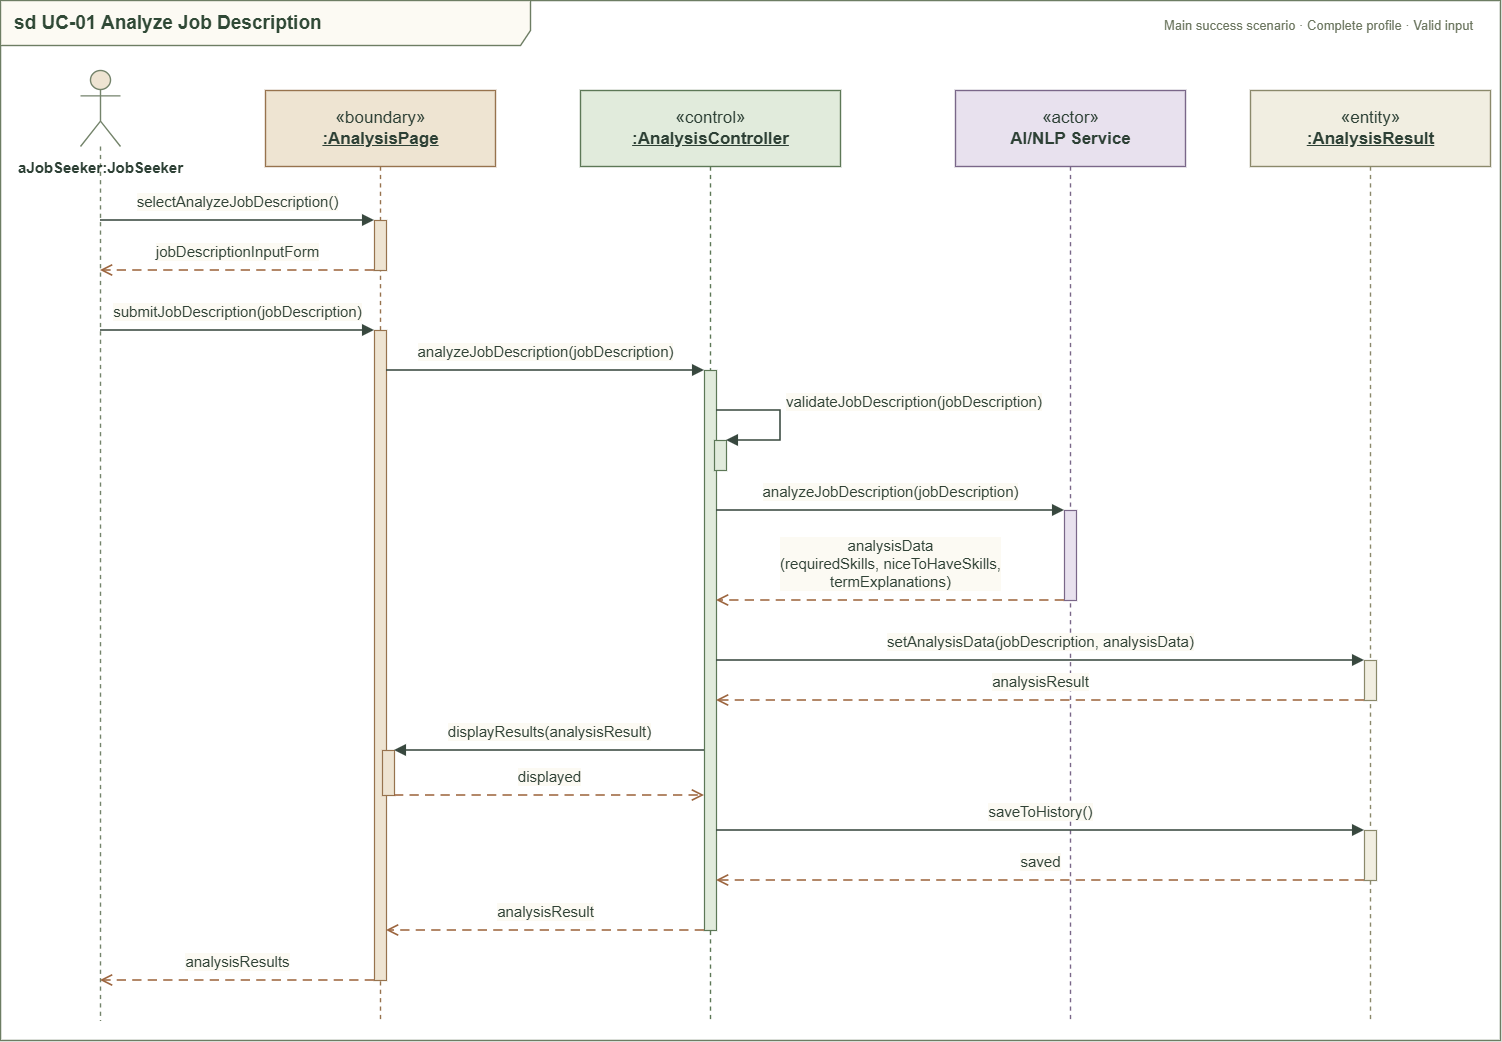 sd UC-01 Analyze Job Description
Main success scenario · Complete profile · Valid input
«boundary»
:AnalysisPage
«control»
:AnalysisController
«actor»
AI/NLP Service
«entity»
:AnalysisResult
aJobSeeker:JobSeeker
selectAnalyzeJobDescription()
jobDescriptionInputForm
submitJobDescription(jobDescription)
analyzeJobDescription(jobDescription)
validateJobDescription(jobDescription)
analyzeJobDescription(jobDescription)
analysisData
(requiredSkills, niceToHaveSkills,
termExplanations)
setAnalysisData(jobDescription, analysisData)
analysisResult
displayResults(analysisResult)
displayed
saveToHistory()
saved
analysisResult
analysisResults